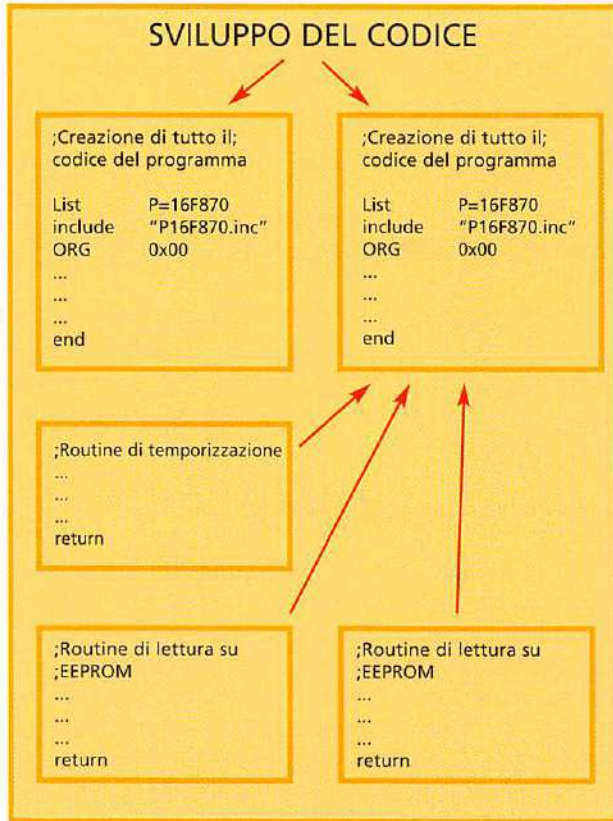 SVILUPPO DEL CODICE
;Creazione di tutto il;
codice del programma
List P=16F870
include "P16F870.inc"
ORG 0x00
...
...
...
end
;Creazione di tutto il;
codice del programma
List P=16F870
include "P16F870.inc"
ORG 0x00
...
...
...
end
;Routine di temporizzazione
...
...
...
return
;Routine di lettura su
;EEPROM
...
...
...
return
;Routine di lettura su
;EEPROM
...
...
...
return